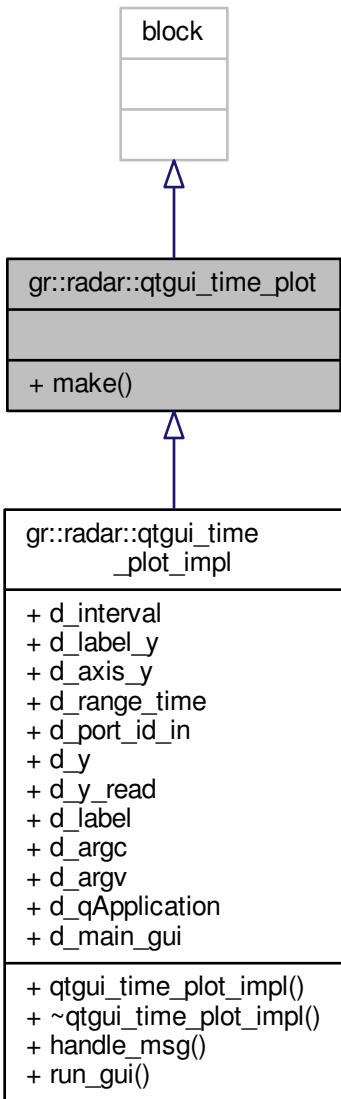 block
gr::radar::qtgui_time_plot
+ make()
gr::radar::qtgui_time
_plot_impl
+ d_interval
+ d_label_y
+ d_axis_y
+ d_range_time
+ d_port_id_in
+ d_y
+ d_y_read
+ d_label
+ d_argc
+ d_argv
+ d_qApplication
+ d_main_gui
+ qtgui_time_plot_impl()
+ ~qtgui_time_plot_impl()
+ handle_msg()
+ run_gui()